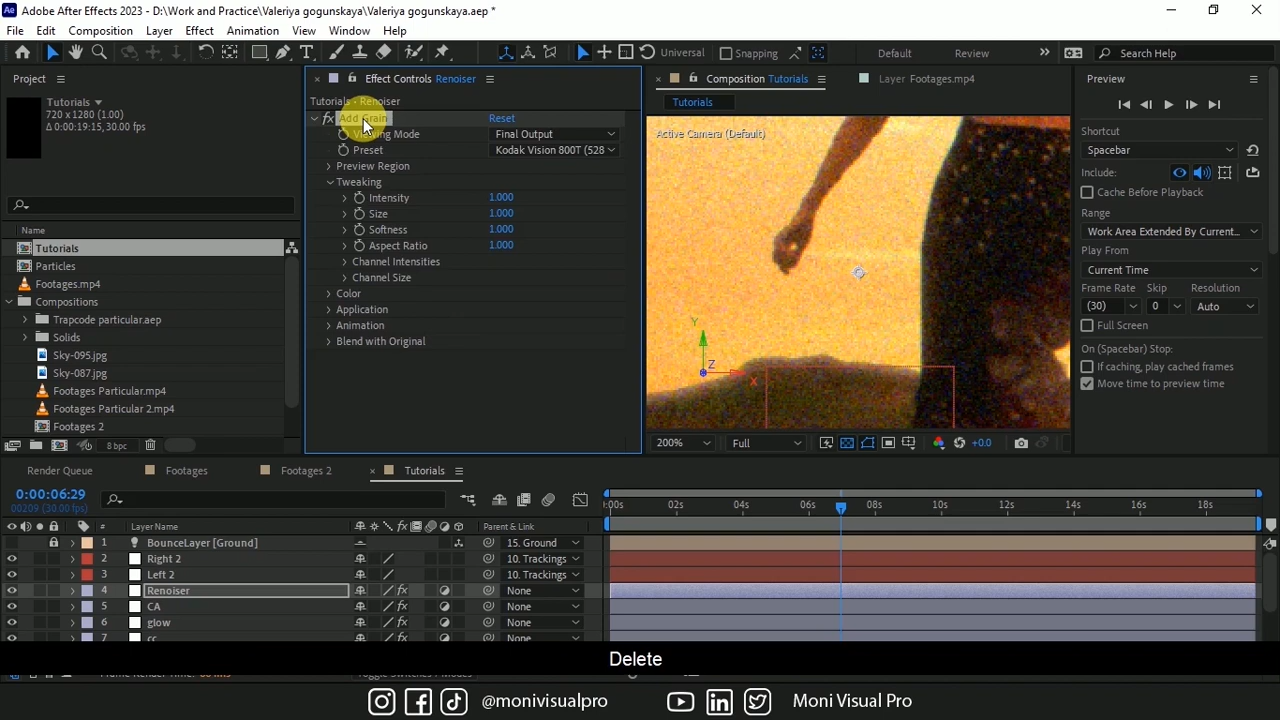 Adobe After Effects 2023 - D:\Work and Practice\Valeriya gogunskaya\Valeriya gogunskaya.aep *
File Edit Composition Layer Effect Animation View Window Help
Universal Snapping Default Review Search Help
Project
Tutorials
720 x 1280 (1.00)
Δ 0:00:19:15, 30.00 fps
Name
Tutorials
Particles
Footages.mp4
Compositions
Trapcode particular.aep
Solids
Sky-095.jpg
Sky-087.jpg
Footages Particular.mp4
Footages Particular 2.mp4
Footages 2
8 bpc
Effect Controls Renoiser
Tutorials • Renoiser
fx Add Grain Reset
Viewing Mode Final Output
Preset Kodak Vision 800T (528
Preview Region
Tweaking
Intensity 1.000
Size 1.000
Softness 1.000
Aspect Ratio 1.000
Channel Intensities
Channel Size
Color
Application
Animation
Blend with Original
Composition Tutorials
Layer Footages.mp4
Tutorials
Active Camera (Default)
Y
Z
X
200% Full +0.0
Preview
Shortcut
Spacebar
Include:
Cache Before Playback
Range
Work Area Extended By Current...
Play From
Current Time
Frame Rate Skip Resolution
(30) 0 Auto
Full Screen
On (Spacebar) Stop:
If caching, play cached frames
Move time to preview time
Render Queue Footages Footages 2 Tutorials
0:00:06:29
00209 (30.00 fps)
:00s 02s 04s 06s 08s 10s 12s 14s 16s 18s
# Layer Name Parent & Link
1 BounceLayer [Ground] 15. Ground
2 Right 2 10. Trackings
3 Left 2 10. Trackings
4 Renoiser None
5 CA None
6 glow None
7 cc None
Delete
@monivisualpro Moni Visual Pro